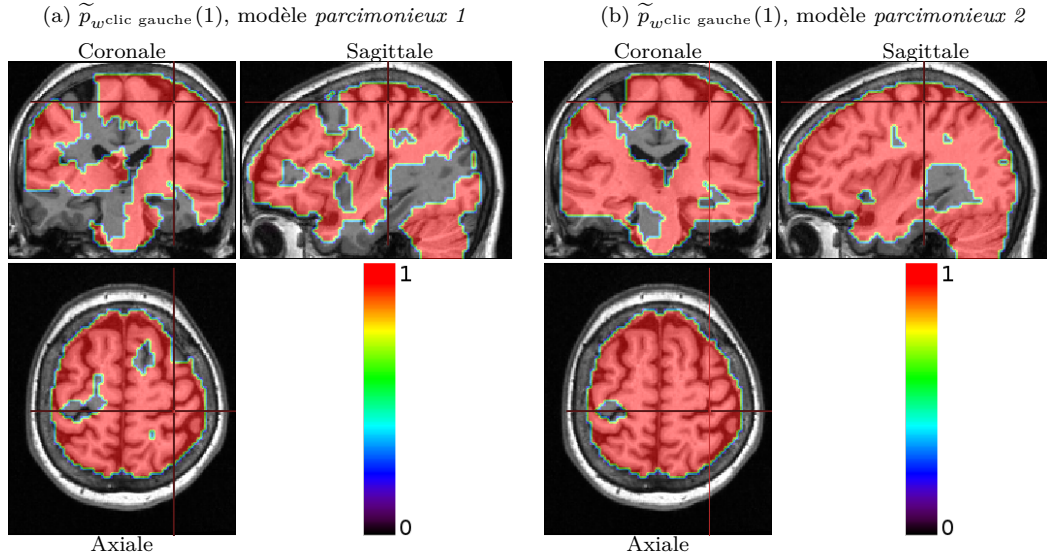 (a) p̃_{w^{clic gauche}}(1), modèle parcimonieux 1
Coronale
Sagittale
1
0
Axiale
(b) p̃_{w^{clic gauche}}(1), modèle parcimonieux 2
Coronale
Sagittale
1
0
Axiale